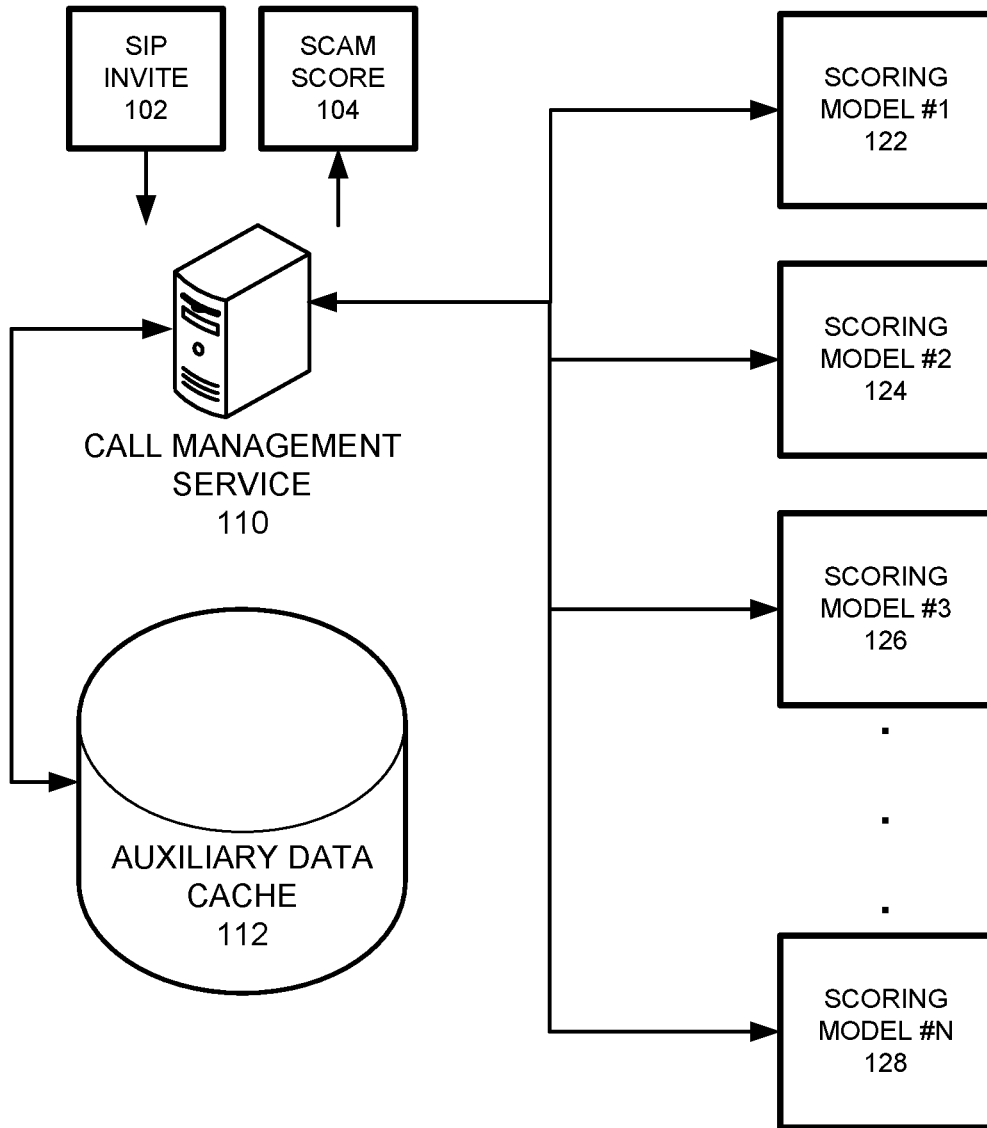 SIP
INVITE
102
SCAM
SCORE
104
SCORING
MODEL #1
122
SCORING
MODEL #2
124
CALL MANAGEMENT
SERVICE
110
SCORING
MODEL #3
126
AUXILIARY DATA
CACHE
112
SCORING
MODEL #N
128